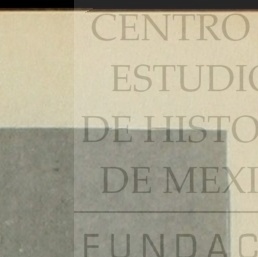 CENTRO
ESTUDIO
DE HISTO
DE MEXI
FUNDAC